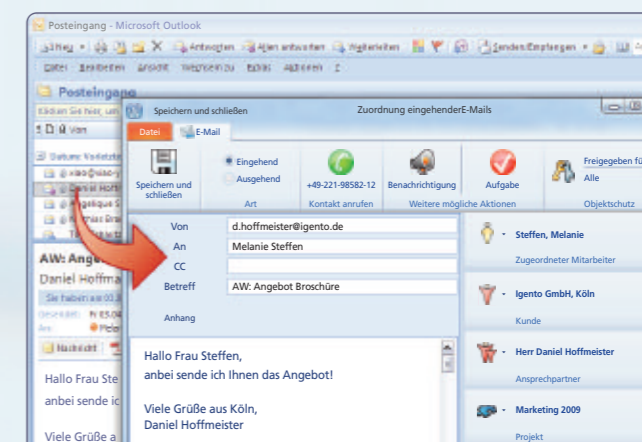 Posteingang - Microsoft Outlook
Antworten Allen antworten Weiterleiten Senden/Empfangen
Datei Bearbeiten Ansicht Wechseln zu Extras Aktionen ?
Posteingang
Speichern und schließen
Zuordnung eingehenderE-Mails
Von
Datei
E-Mail
Speichern und
schließen
Eingehend
Ausgehend
Art
+49-221-98582-12
Kontakt anrufen
Benachrichtigung
Aufgabe
Weitere mögliche Aktionen
Freigegeben fü
Alle
Objektschutz
Von
d.hoffmeister@igento.de
An
Melanie Steffen
CC
Betreff
AW: Angebot Broschüre
Anhang
Hallo Frau Steffen,
anbei sende ich Ihnen das Angebot!
Viele Grüße aus Köln,
Daniel Hoffmeister
Steffen, Melanie
Zugeordneter Mitarbeiter
Igento GmbH, Köln
Kunde
Herr Daniel Hoffmeister
Ansprechpartner
Marketing 2009
Projekt
AW: Ange
Daniel Hoffma
Nachricht
Hallo Frau Ste
anbei sende ic
Viele Grüße a